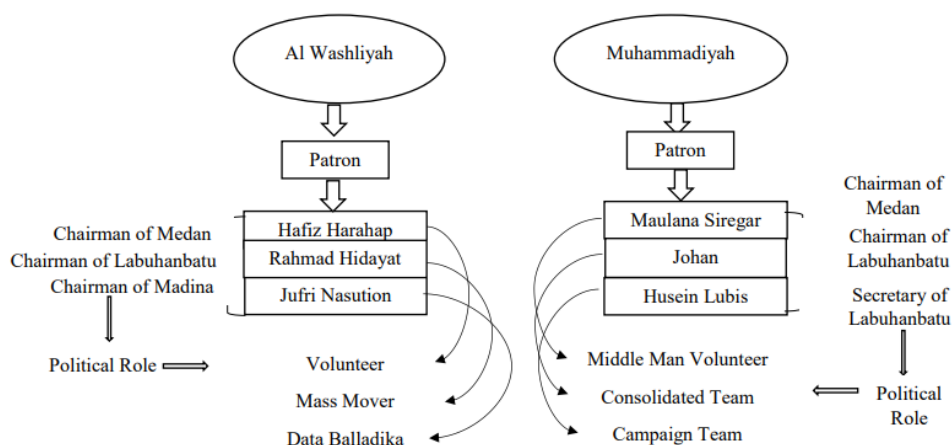 Al Washliyah
Muhammadiyah
Patron
Patron
Chairman of Medan
Chairman of Labuhanbatu
Chairman of Madina
Hafiz Harahap
Rahmad Hidayat
Jufri Nasution
Maulana Siregar
Johan
Husein Lubis
Chairman of
Medan
Chairman of
Labuhanbatu
Secretary of
Labuhanbatu
Political Role
Volunteer
Mass Mover
Data Balladika
Middle Man Volunteer
Consolidated Team
Campaign Team
Political
Role